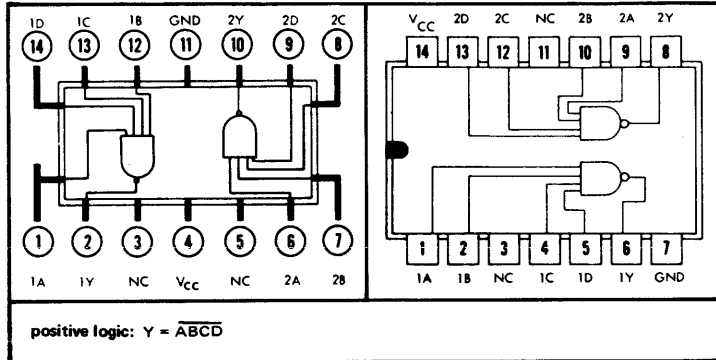 1D 1C 1B GND 2Y 2D 2C
14 13 12 11 10 9 8
1 2 3 4 5 6 7
1A 1Y NC VCC NC 2A 2B
VCC 2D 2C NC 2B 2A 2Y
14 13 12 11 10 9 8
1 2 3 4 5 6 7
1A 1B NC 1C 1D 1Y GND
positive logic: Y = A̅B̅C̅D̅